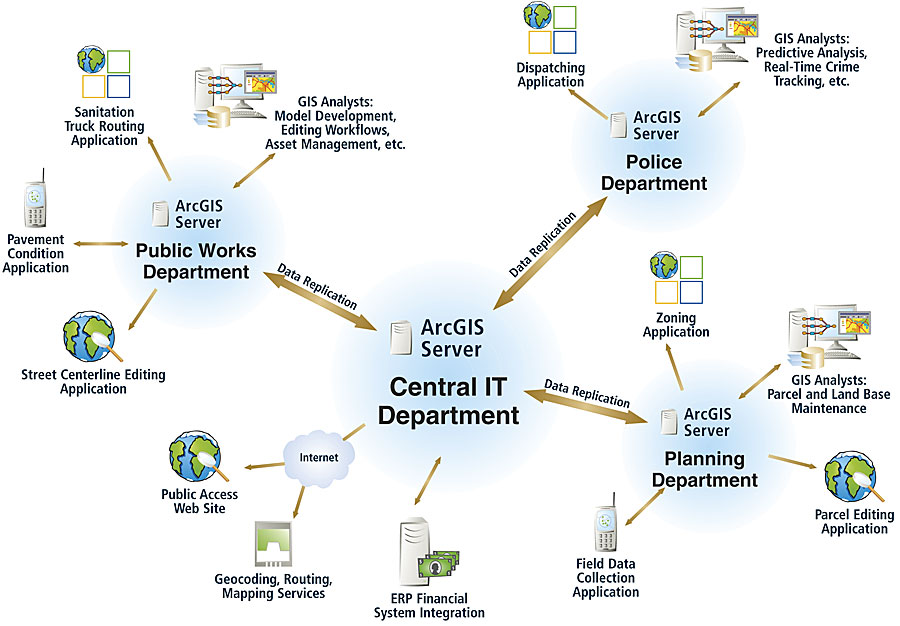 Dispatching
Application
GIS Analysts:
Predictive Analysis,
Real-Time Crime
Tracking, etc.
ArcGIS
Server
Police
Department
Sanitation
Truck Routing
Application
GIS Analysts:
Model Development,
Editing Workflows,
Asset Management, etc.
ArcGIS
Server
Public Works
Department
Pavement
Condition
Application
Street Centerline Editing
Application
Data Replication
Data Replication
ArcGIS
Server
Central IT
Department
Data Replication
Zoning
Application
GIS Analysts:
Parcel and Land Base
Maintenance
ArcGIS
Server
Planning
Department
Parcel Editing
Application
Field Data
Collection
Application
Internet
Public Access
Web Site
Geocoding, Routing,
Mapping Services
ERP Financial
System Integration